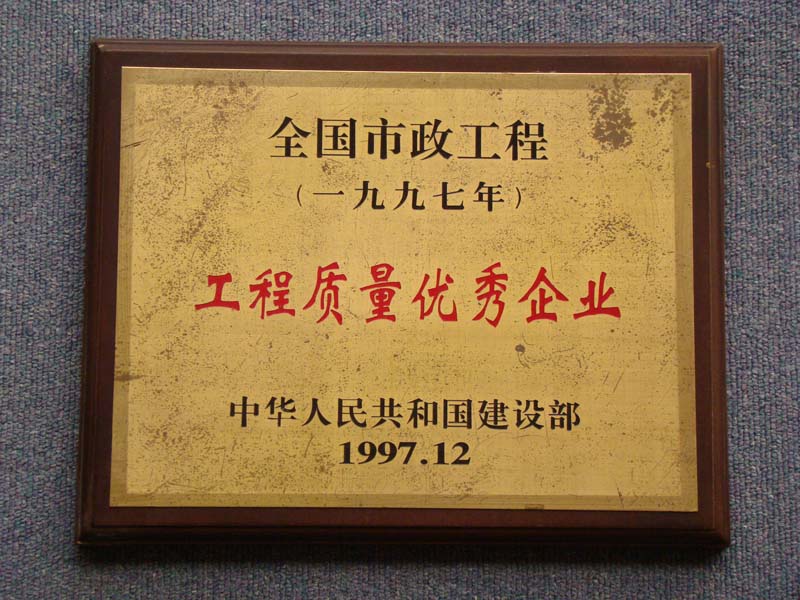 全国市政工程
（一九九七年）
工程质量优秀企业
中华人民共和国建设部
1997.12